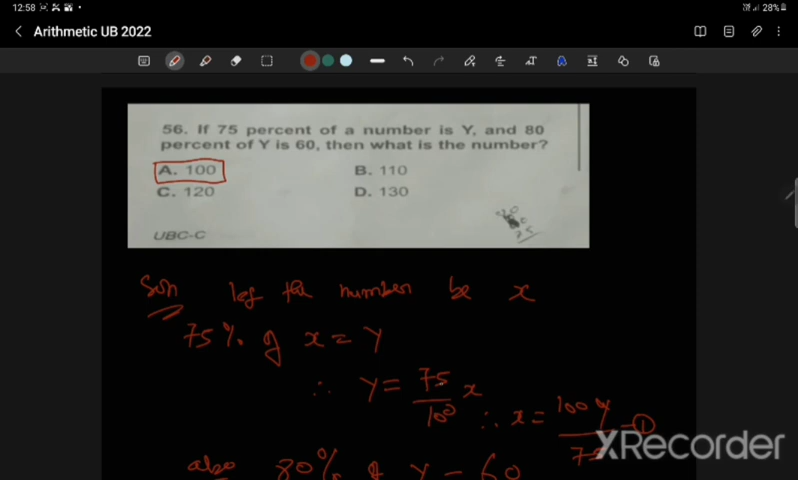 12:58 28%
Arithmetic UB 2022
56. If 75 percent of a number is Y, and 80
percent of Y is 60, then what is the number?
A. 100 B. 110
C. 120 D. 130
UBC-C
Soln let the number be x
75% of x = Y
∴ Y = 75/100 x
∴ x = 100Y/75 - ①
also 80% of Y = 60
XRecorder